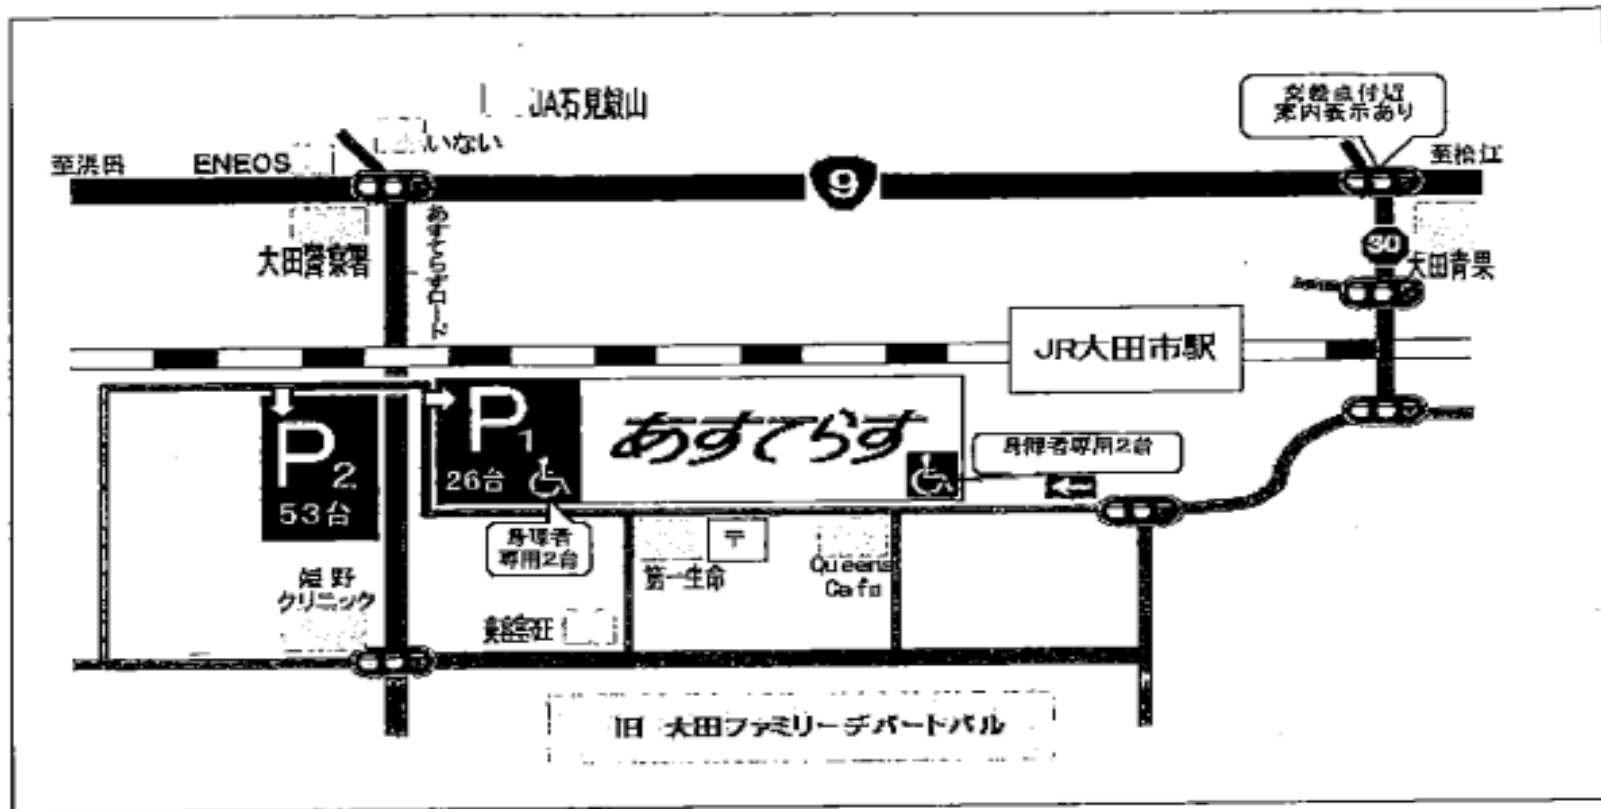 JA石見銀山
交差点付辺
案内表示あり
いない
至浜田
ENEOS
至松江
9
あすてらすロード
大田警察署
30
大田青果
JR大田市駅
P1
26台
あすてらす
身障者専用2台
P2
53台
身障者
専用2台
〒
第一生命
Queens
Cafe
姫野
クリニック
旧 大田ファミリーデパートパル